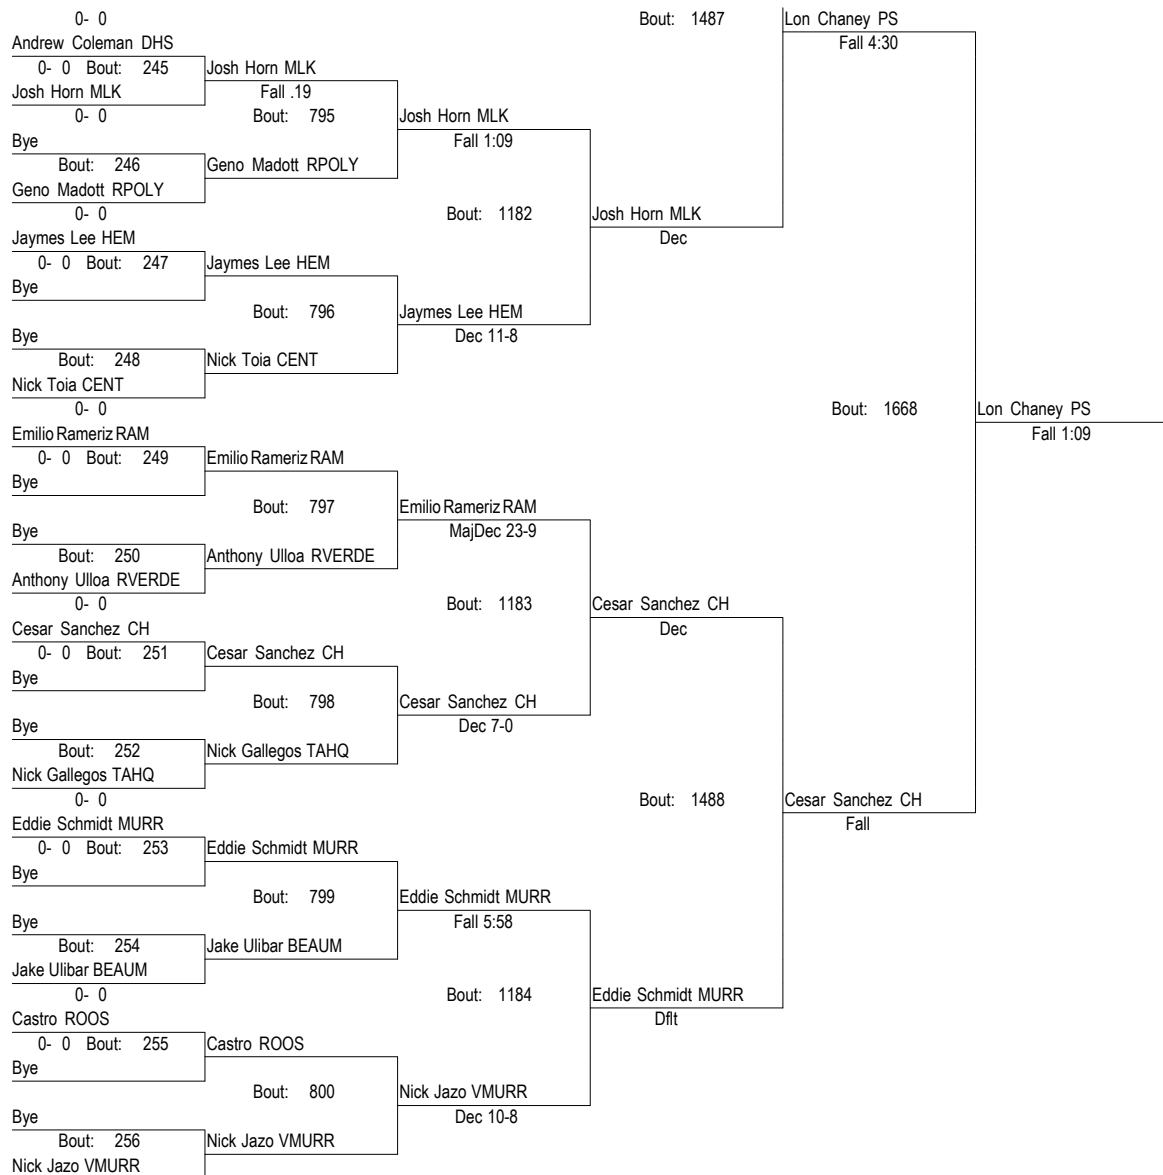 0- 0 Bout: 1487 Lon Chaney PS
Andrew Coleman DHS Fall 4:30
0- 0 Bout: 245 Josh Horn MLK
Josh Horn MLK Fall .19
0- 0 Bout: 795 Josh Horn MLK
Bye Fall 1:09
Bout: 246 Geno Madott RPOLY
Geno Madott RPOLY
0- 0 Bout: 1182 Josh Horn MLK
Jaymes Lee HEM Dec
0- 0 Bout: 247 Jaymes Lee HEM
Bye
Bout: 796 Jaymes Lee HEM
Bye Dec 11-8
Bout: 248 Nick Toia CENT
Nick Toia CENT
0- 0 Bout: 1668 Lon Chaney PS
Emilio Rameriz RAM Fall 1:09
0- 0 Bout: 249 Emilio Rameriz RAM
Bye
Bout: 797 Emilio Rameriz RAM
Bye MajDec 23-9
Bout: 250 Anthony Ulloa RVERDE
Anthony Ulloa RVERDE
0- 0 Bout: 1183 Cesar Sanchez CH
Cesar Sanchez CH Dec
0- 0 Bout: 251 Cesar Sanchez CH
Bye
Bout: 798 Cesar Sanchez CH
Bye Dec 7-0
Bout: 252 Nick Gallegos TAHQ
Nick Gallegos TAHQ
0- 0 Bout: 1488 Cesar Sanchez CH
Eddie Schmidt MURR Fall
0- 0 Bout: 253 Eddie Schmidt MURR
Bye
Bout: 799 Eddie Schmidt MURR
Bye Fall 5:58
Bout: 254 Jake Ulibar BEAUM
Jake Ulibar BEAUM
0- 0 Bout: 1184 Eddie Schmidt MURR
Castro ROOS Dflt
0- 0 Bout: 255 Castro ROOS
Bye
Bout: 800 Nick Jazo VMURR
Bye Dec 10-8
Bout: 256 Nick Jazo VMURR
Nick Jazo VMURR